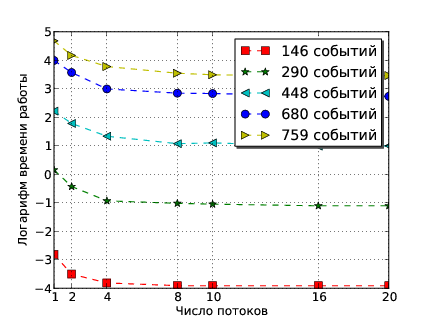 5
4
3
2
1
0
−1
−2
−3
−4
Логарифм времени работы
146 событий
290 событий
448 событий
680 событий
759 событий
1 2 4 8 10 16 20
Число потоков